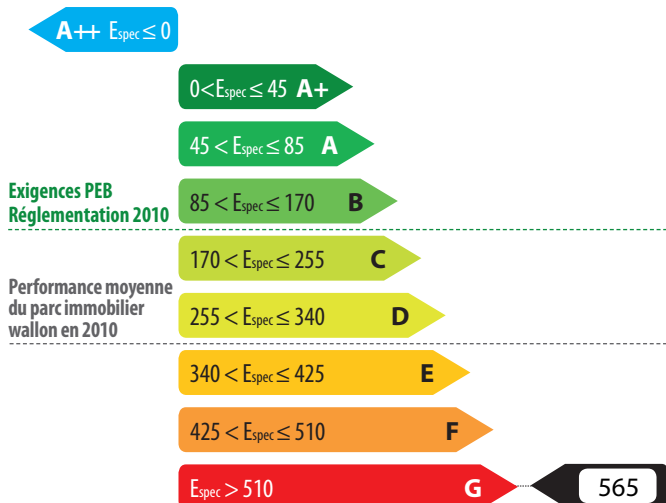 A++ Espec ≤ 0
0 < Espec ≤ 45 A+
45 < Espec ≤ 85 A
Exigences PEB
Réglementation 2010
85 < Espec ≤ 170 B
170 < Espec ≤ 255 C
Performance moyenne
du parc immobilier
wallon en 2010
255 < Espec ≤ 340 D
340 < Espec ≤ 425 E
425 < Espec ≤ 510 F
Espec > 510 G
565